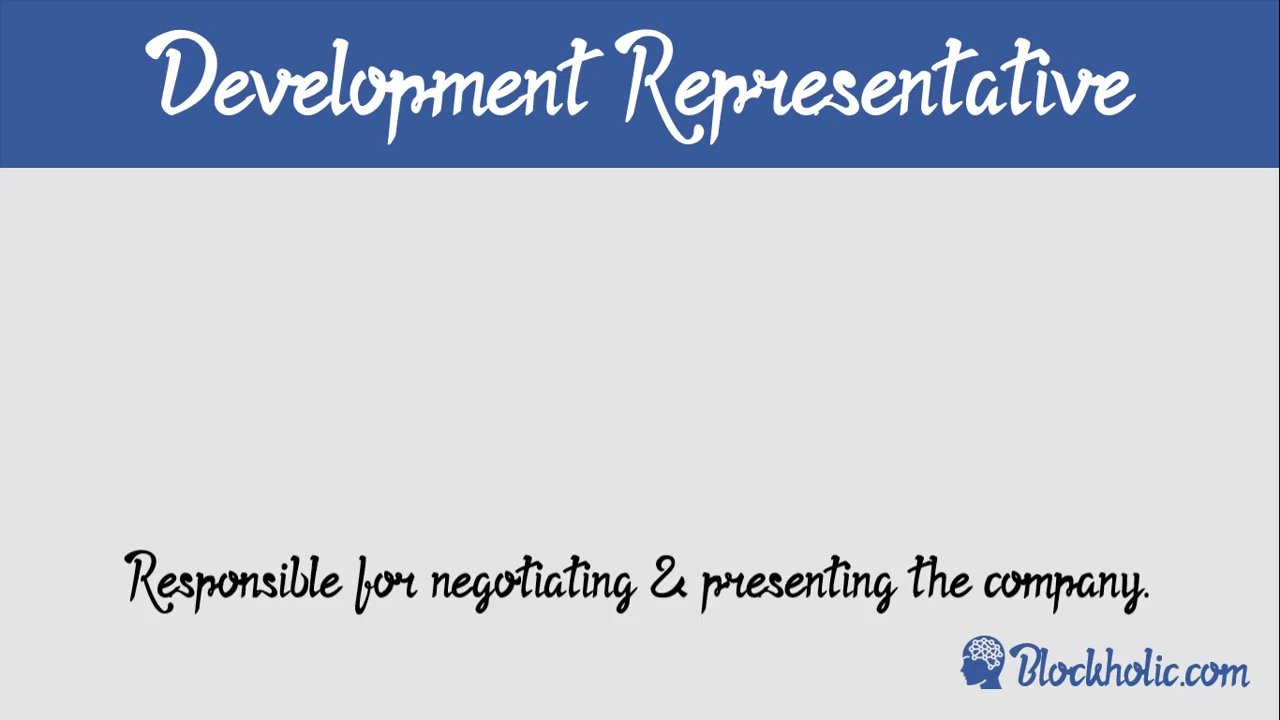 Development Representative
Responsible for negotiating & presenting the company.
Blockholic.com